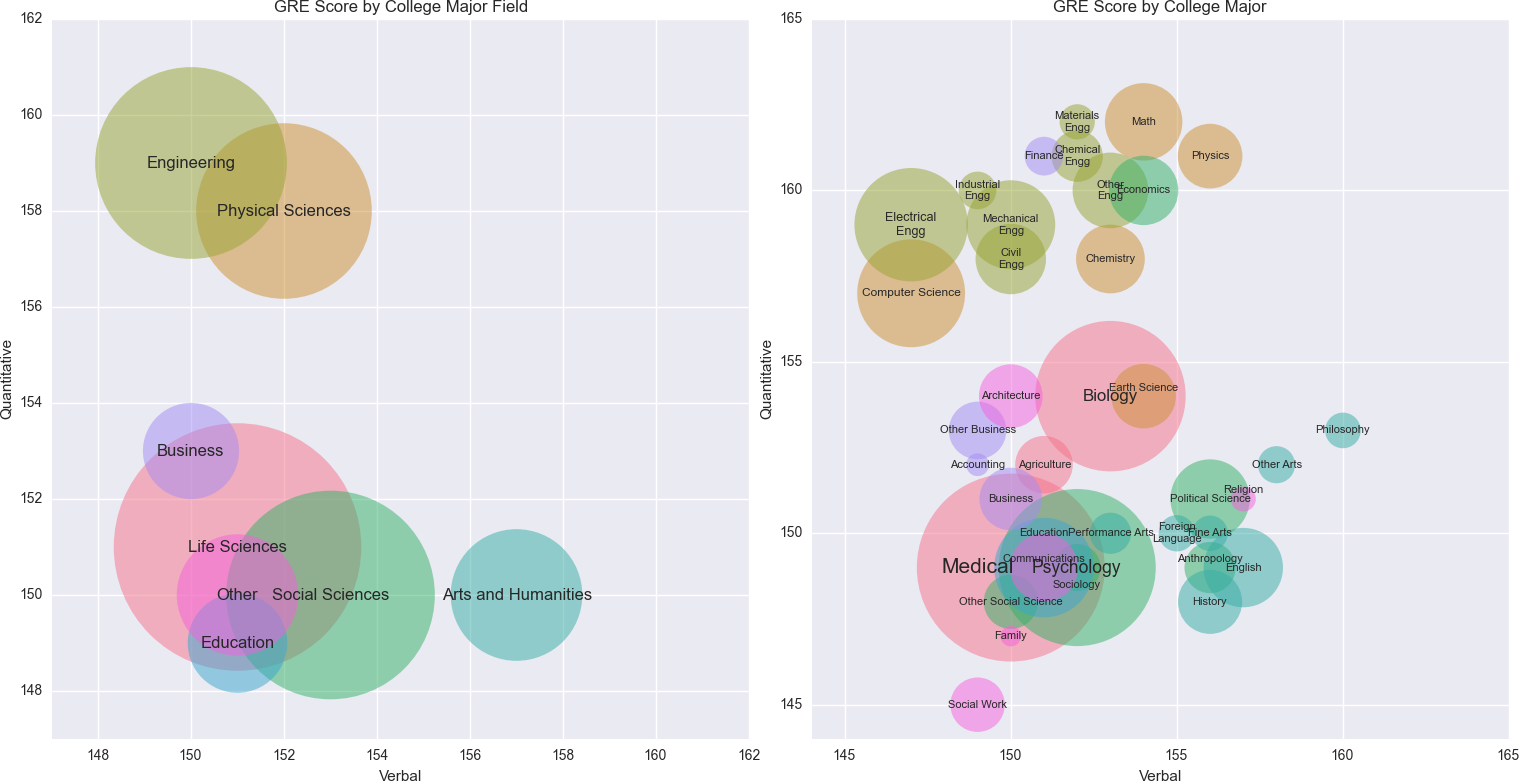 GRE Score by College Major Field
162
160
158
156
154
152
150
148
Quantitative
Engineering
Physical Sciences
Business
Life Sciences
Other
Social Sciences
Arts and Humanities
Education
148
150
152
154
156
158
160
162
Verbal
GRE Score by College Major
165
160
155
150
145
Quantitative
Materials
Engg
Math
Finance
Chemical
Engg
Physics
Industrial
Engg
Other
Engg
Economics
Electrical
Engg
Mechanical
Engg
Civil
Engg
Chemistry
Computer Science
Architecture
Biology
Earth Science
Other Business
Philosophy
Accounting
Agriculture
Other Arts
Business
Political Science
Religion
Education
Performance Arts
Foreign
Language
Fine Arts
Medical
Communications
Psychology
Sociology
Anthropology
English
Other Social Science
History
Family
Social Work
145
150
155
160
165
Verbal